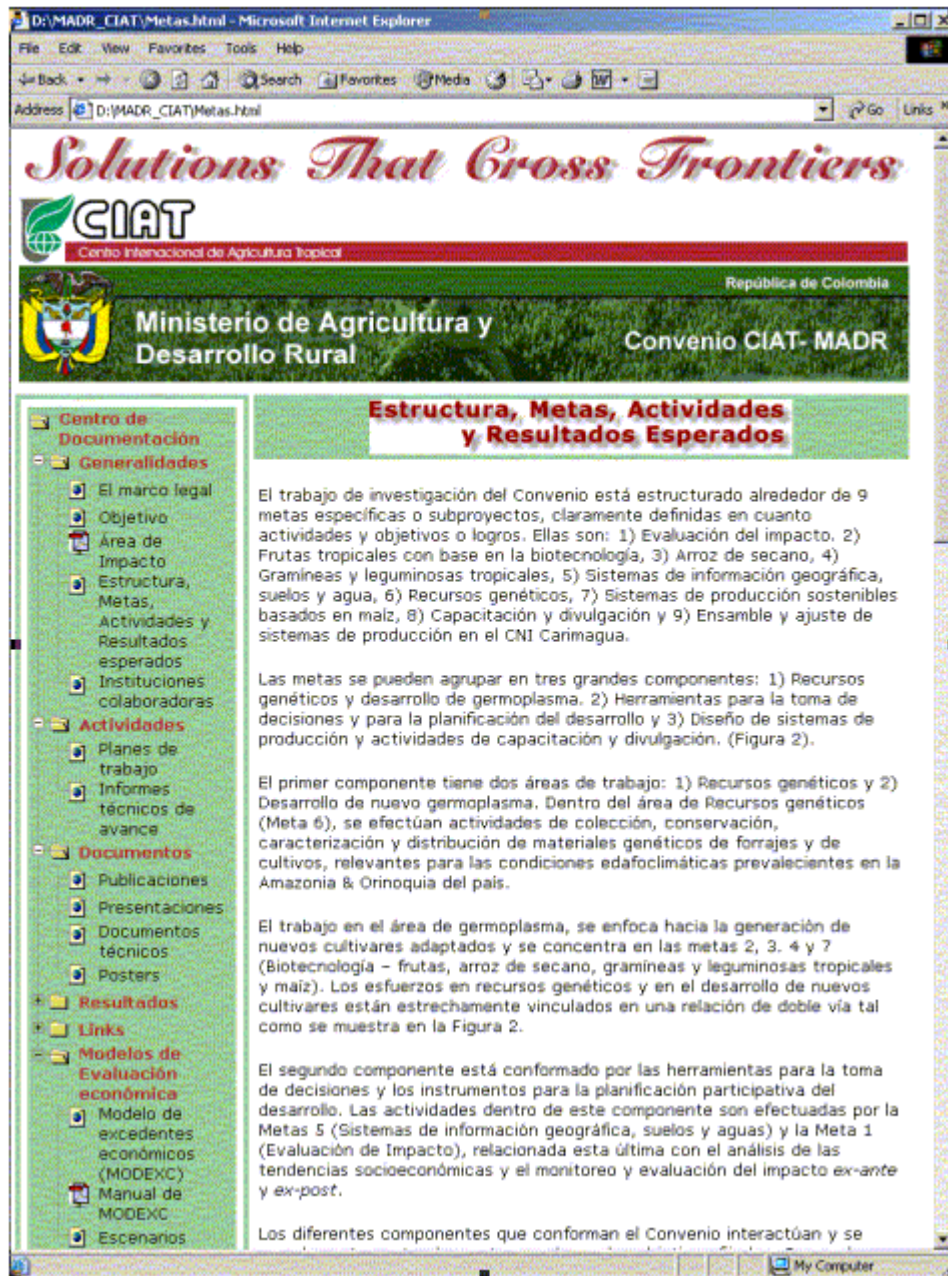 D:\MADR_CIAT\Metas.html - Microsoft Internet Explorer
File Edit View Favorites Tools Help
Back Search Favorites Media
Address D:\MADR_CIAT\Metas.html Go Links
Solutions That Cross Frontiers
CIAT
Centro Internacional de Agricultura Tropical
República de Colombia
Ministerio de Agricultura y
Desarrollo Rural
Convenio CIAT- MADR
Centro de
Documentación
Generalidades
El marco legal
Objetivo
Área de
Impacto
Estructura,
Metas,
Actividades y
Resultados
esperados
Instituciones
colaboradoras
Actividades
Planes de
trabajo
Informes
técnicos de
avance
Documentos
Publicaciones
Presentaciones
Documentos
técnicos
Posters
Resultados
Links
Modelos de
Evaluación
económica
Modelo de
excedentes
económicos
(MODEXC)
Manual de
MODEXC
Escenarios
Estructura, Metas, Actividades
y Resultados Esperados
El trabajo de investigación del Convenio está estructurado alrededor de 9
metas específicas o subproyectos, claramente definidas en cuanto
actividades y objetivos o logros. Ellas son: 1) Evaluación del impacto. 2)
Frutas tropicales con base en la biotecnología, 3) Arroz de secano, 4)
Gramíneas y leguminosas tropicales, 5) Sistemas de información geográfica,
suelos y agua, 6) Recursos genéticos, 7) Sistemas de producción sostenibles
basados en maíz, 8) Capacitación y divulgación y 9) Ensamble y ajuste de
sistemas de producción en el CNI Carimagua.
Las metas se pueden agrupar en tres grandes componentes: 1) Recursos
genéticos y desarrollo de germoplasma. 2) Herramientas para la toma de
decisiones y para la planificación del desarrollo y 3) Diseño de sistemas de
producción y actividades de capacitación y divulgación. (Figura 2).
El primer componente tiene dos áreas de trabajo: 1) Recursos genéticos y 2)
Desarrollo de nuevo germoplasma. Dentro del área de Recursos genéticos
(Meta 6), se efectúan actividades de colección, conservación,
caracterización y distribución de materiales genéticos de forrajes y de
cultivos, relevantes para las condiciones edafoclimáticas prevalecientes en la
Amazonia & Orinoquia del país.
El trabajo en el área de germoplasma, se enfoca hacia la generación de
nuevos cultivares adaptados y se concentra en las metas 2, 3. 4 y 7
(Biotecnología – frutas, arroz de secano, gramíneas y leguminosas tropicales
y maíz). Los esfuerzos en recursos genéticos y en el desarrollo de nuevos
cultivares están estrechamente vinculados en una relación de doble vía tal
como se muestra en la Figura 2.
El segundo componente está conformado por las herramientas para la toma
de decisiones y los instrumentos para la planificación participativa del
desarrollo. Las actividades dentro de este componente son efectuadas por la
Metas 5 (Sistemas de información geográfica, suelos y aguas) y la Meta 1
(Evaluación de Impacto), relacionada esta última con el análisis de las
tendencias socioeconómicas y el monitoreo y evaluación del impacto ex-ante
y ex-post.
Los diferentes componentes que conforman el Convenio interactúan y se
My Computer